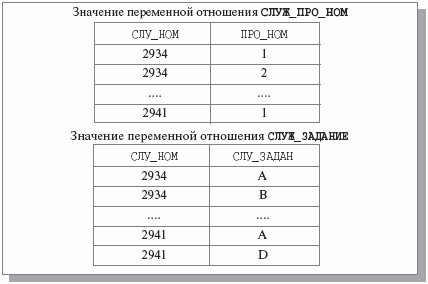 Значение переменной отношения СЛУЖ_ПРО_НОМ
СЛУ_НОМ ПРО_НОМ
2934 1
2934 2
.... ....
2941 1
Значение переменной отношения СЛУЖ_ЗАДАНИЕ
СЛУ_НОМ СЛУ_ЗАДАН
2934 A
2934 B
.... ....
2941 A
2941 D